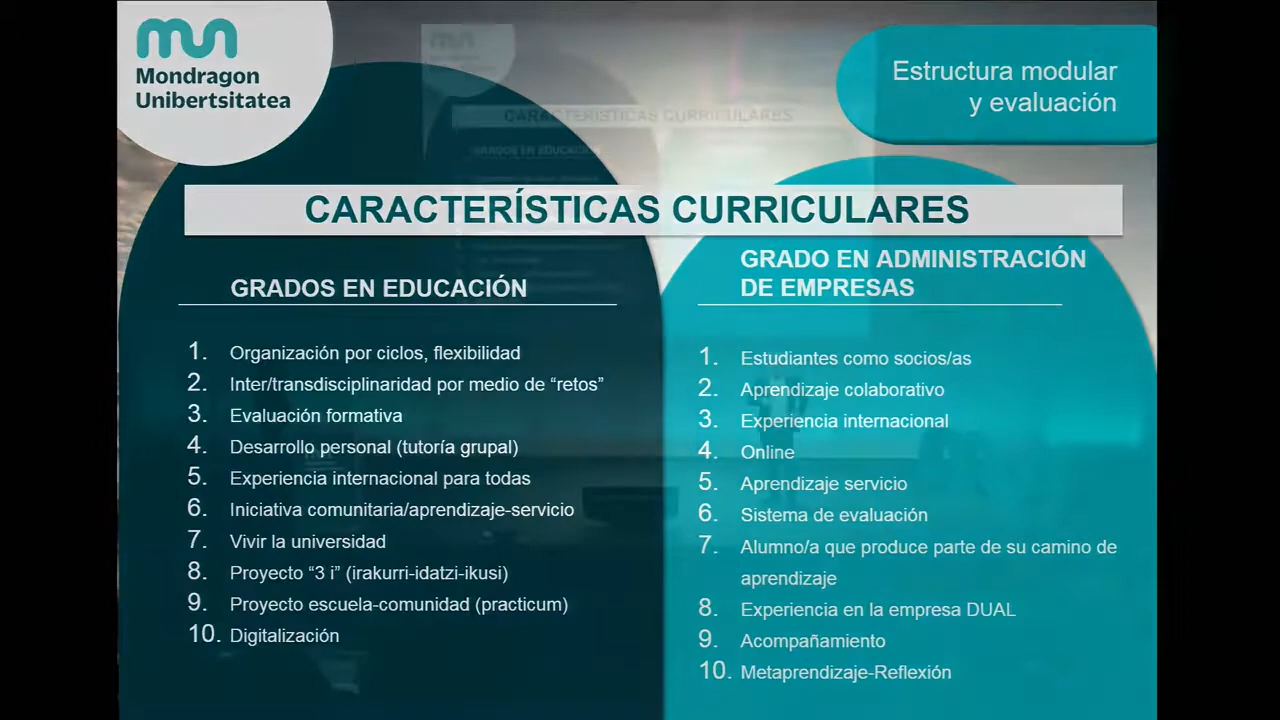 Mondragon
Unibertsitatea
Estructura modular
y evaluación
CARACTERÍSTICAS CURRICULARES
GRADOS EN EDUCACIÓN
1. Organización por ciclos, flexibilidad
2. Inter/transdisciplinaridad por medio de “retos”
3. Evaluación formativa
4. Desarrollo personal (tutoría grupal)
5. Experiencia internacional para todas
6. Iniciativa comunitaria/aprendizaje-servicio
7. Vivir la universidad
8. Proyecto “3 i” (irakurri-idatzi-ikusi)
9. Proyecto escuela-comunidad (practicum)
10. Digitalización
GRADO EN ADMINISTRACIÓN
DE EMPRESAS
1. Estudiantes como socios/as
2. Aprendizaje colaborativo
3. Experiencia internacional
4. Online
5. Aprendizaje servicio
6. Sistema de evaluación
7. Alumno/a que produce parte de su camino de
aprendizaje
8. Experiencia en la empresa DUAL
9. Acompañamiento
10. Metaprendizaje-Reflexión
CARACTERÍSTICAS CURRICULARES
GRADOS EN EDUCACIÓN